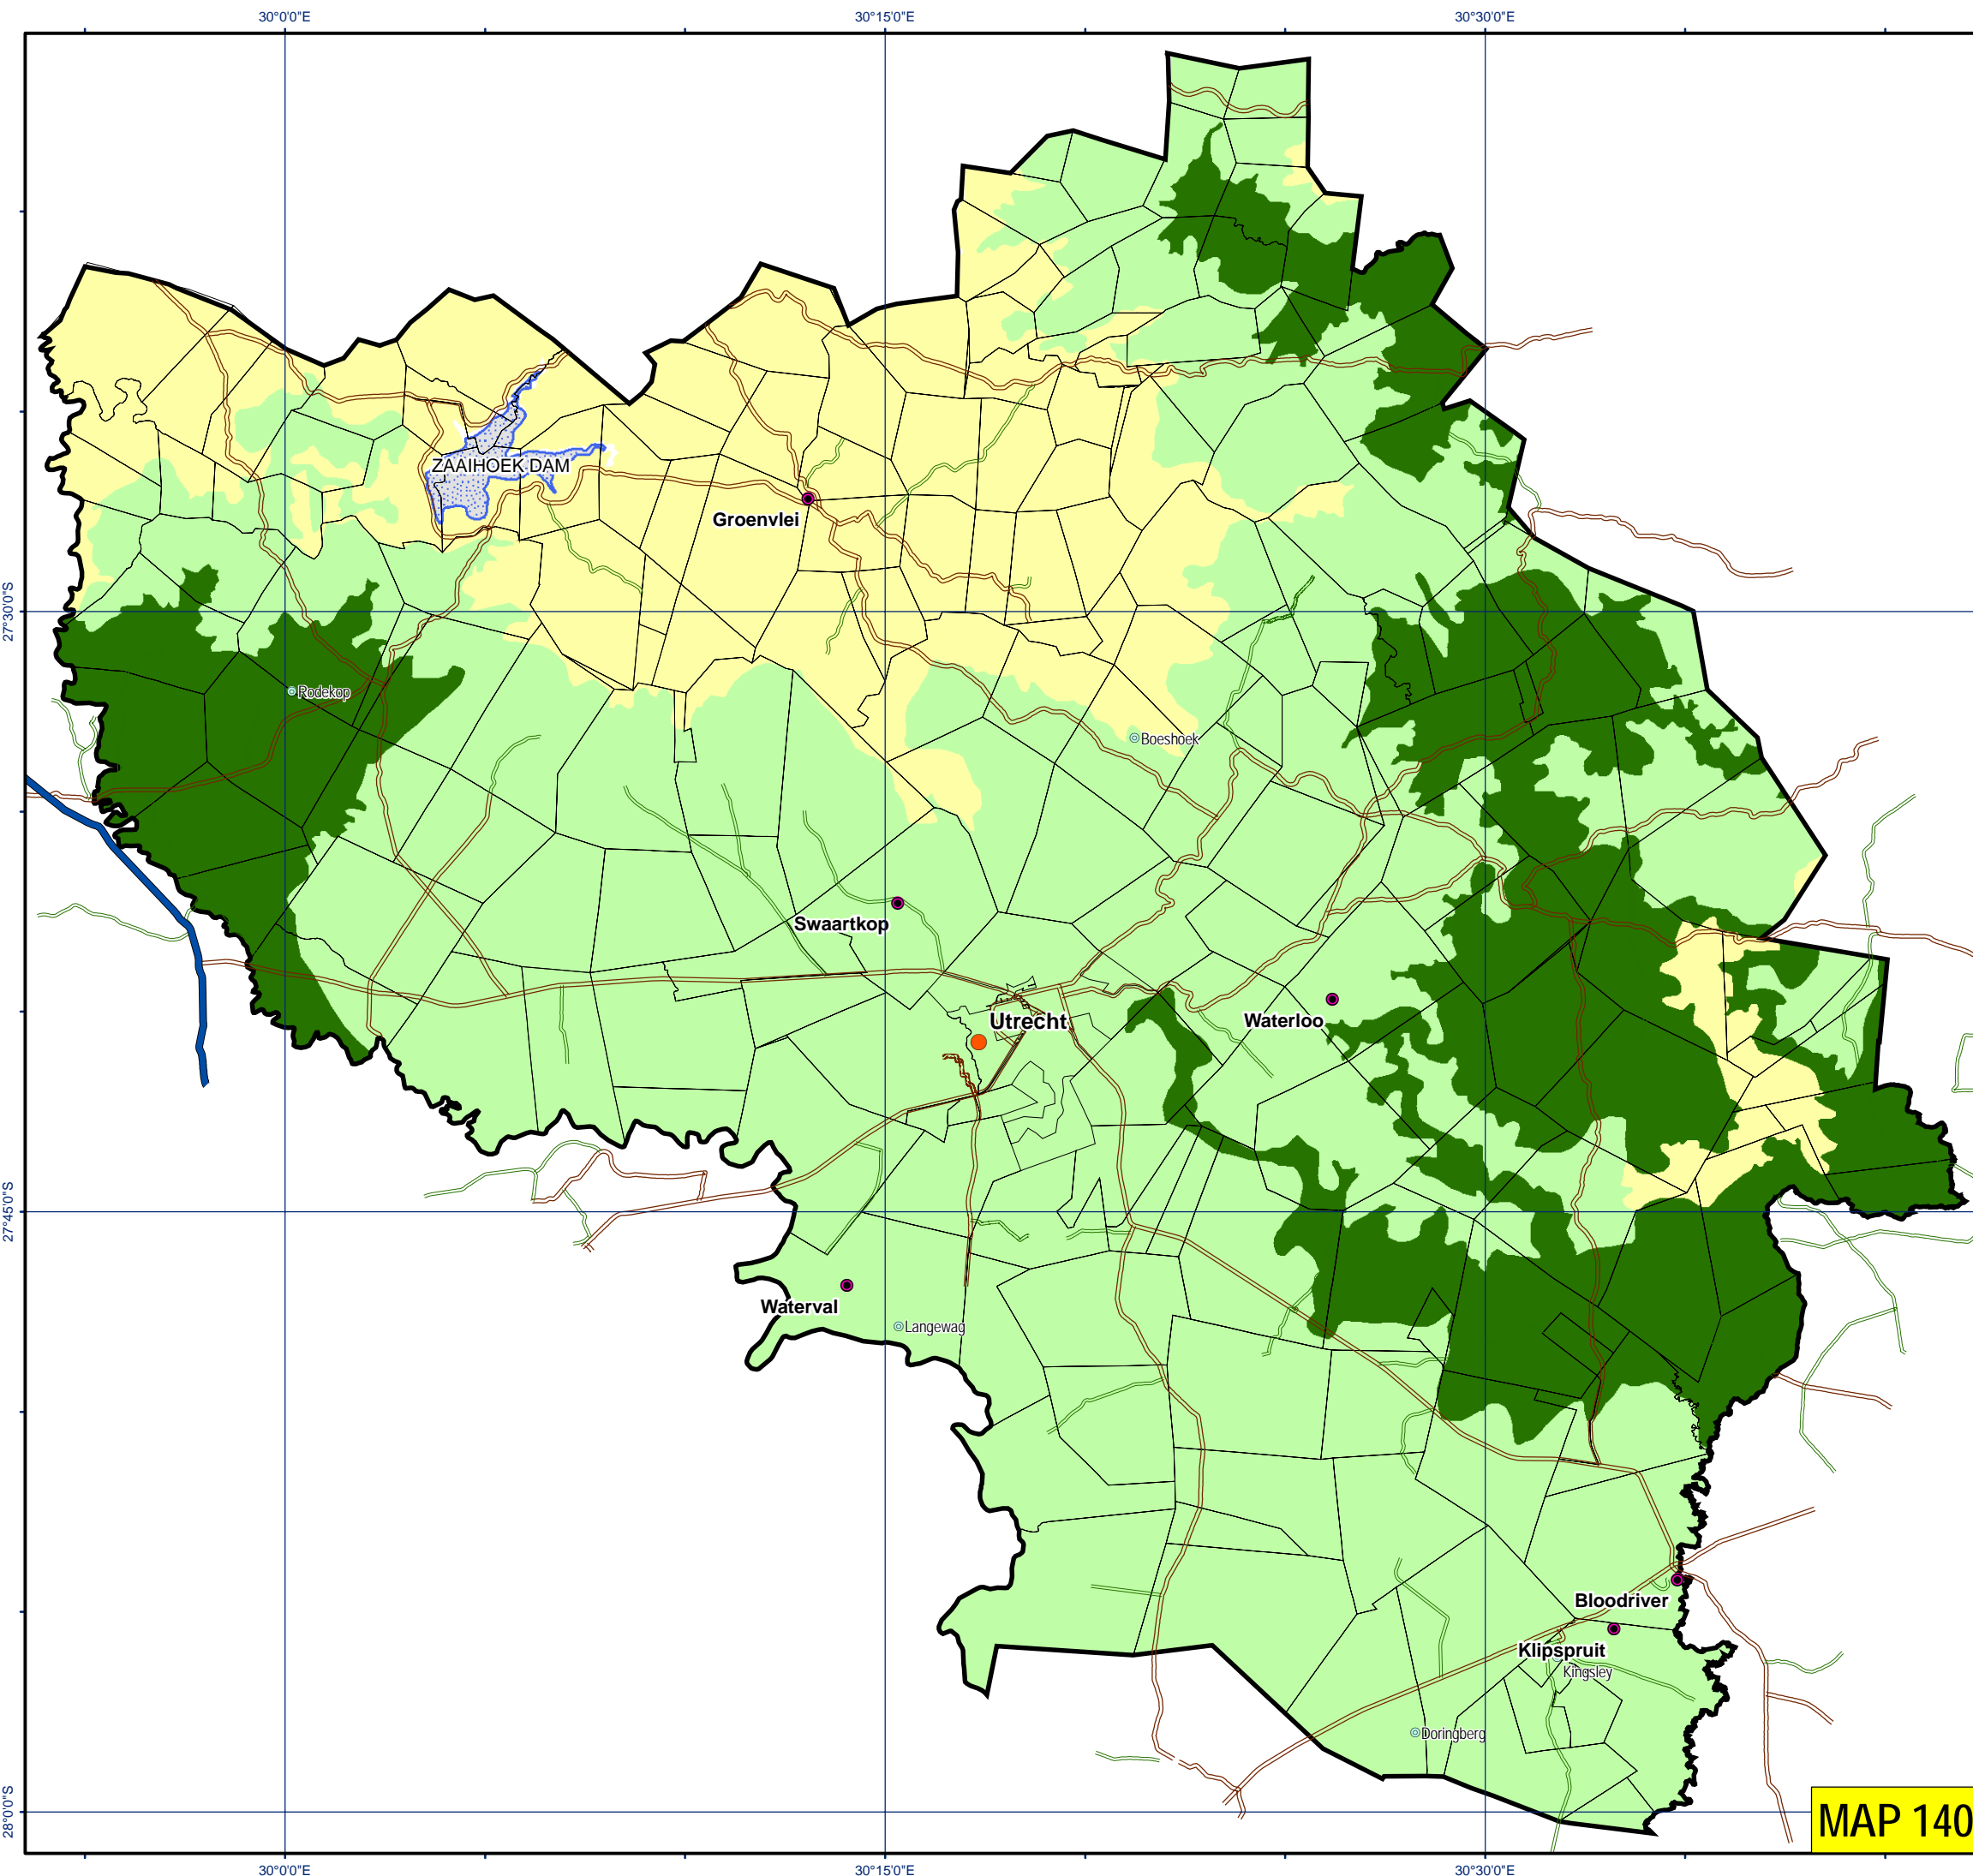 30°0'0"E
30°15'0"E
30°30'0"E
ZAAIHOEK DAM
Groenvlei
27°30'0"S
Rodekop
Boeshoek
Swaartkop
Utrecht
Waterloo
27°45'0"S
Waterval
Langewag
Bloodriver
Klipspruit
Kingsley
Doringberg
28°0'0"S
MAP 140
30°0'0"E
30°15'0"E
30°30'0"E